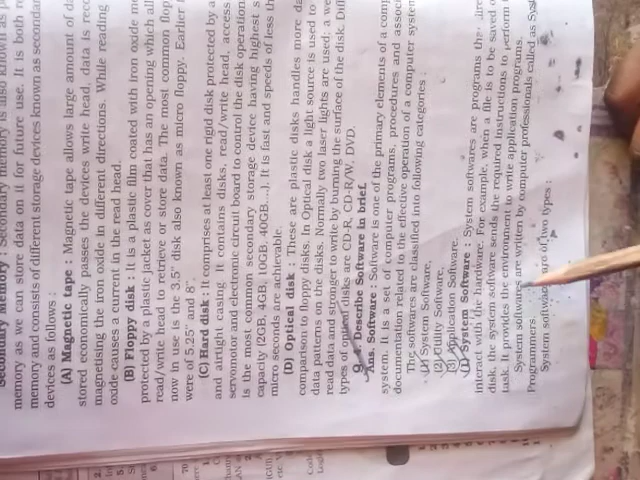 Secondary Memory : Secondary memory is also known as
memory as we can store data on it for future use. It is both
memory and consists of different storage devices known as secondary
devices as follows :
(A) Magnetic tape : Magnetic tape allows large amount of
stored economically passes the devices write head, data is
magnetising the iron oxide in different directions. While reading
oxide causes a current in the read head.
(B) Floppy disk : It is a plastic film coated with iron oxide
protected by a plastic jacket as cover that has an opening which
read/write head to retrieve or store data. The most common
now in use is the 3.5" disk also known as micro floppy. Earlier
were of 5.25" and 8".
(C) Hard disk : It comprises at least one rigid disk protected by a
and airtight casing It contains disks, read/write head, access
servomotor and electronic circuit board to control the disk operation
is the most common secondary storage device having highest
capacity (2GB, 4GB, 10GB, 40GB...). It is fast and speeds of less
micro seconds are achievable.
(D) Optical disk : These are plastic disks handles more
comparison to floppy disks. In Optical disk a light source is used to
data patterns on the disks. Normally two laser lights are used; a
read data and stronger to write by burning the surface of the disk.
types of optical disks are CD-R, CD-R/W, DVD.
Describe Software in brief.
Ans. Software : Software is one of the primary elements of a
system. It is a set of computer programs, procedures and
documentation related to the effective operation of a computer
The softwares are classified into following categories :
(1) System Software,
(2) Utility Software,
(3) Application Software.
(1) System Software : System softwares are programs
interact with the hardware. For example, when a file is to be saved
disk, the system software sends the required instructions to perform
task. It provides the environment to write application programs.
System softwares are written by computer professionals called as
Programmers.
System software are of two types :